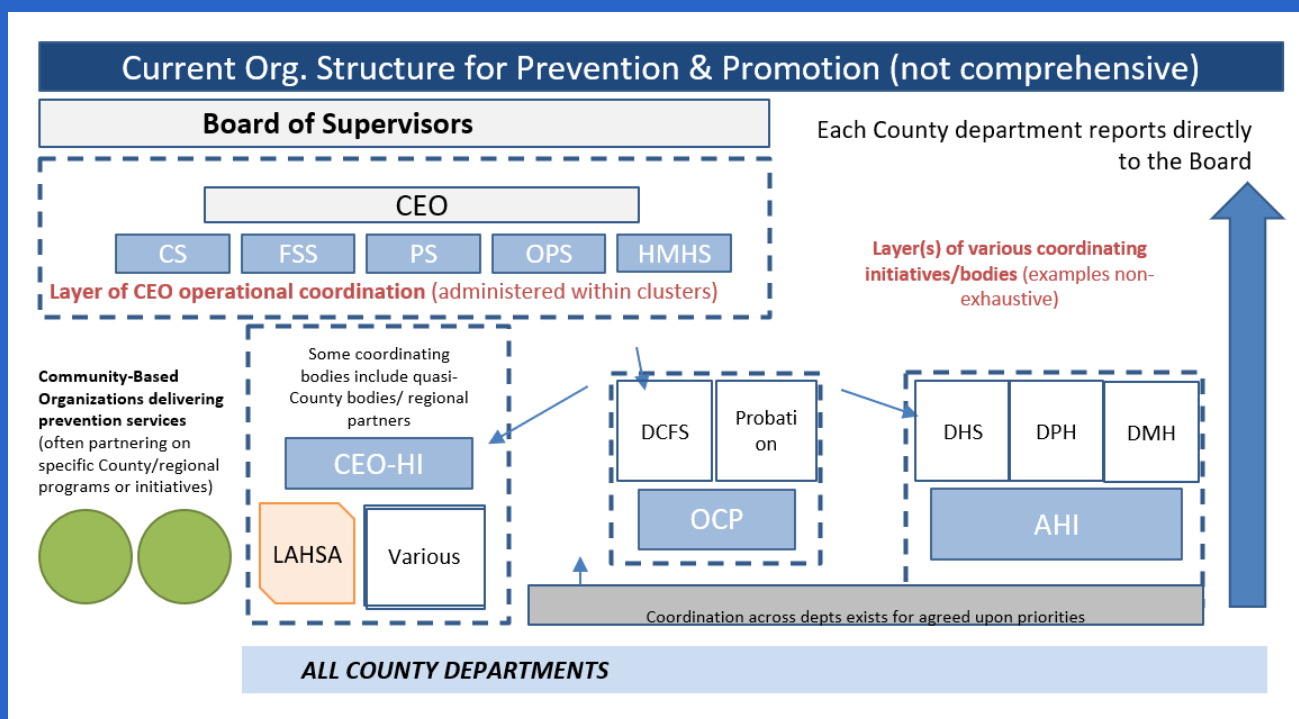 Current Org. Structure for Prevention & Promotion (not comprehensive)
Board of Supervisors
Each County department reports directly
to the Board
CEO
CS
FSS
PS
OPS
HMHS
Layer of CEO operational coordination (administered within clusters)
Layer(s) of various coordinating
initiatives/bodies (examples non-
exhaustive)
Community-Based
Organizations delivering
prevention services
(often partnering on
specific County/regional
programs or initiatives)
Some coordinating
bodies include quasi-
County bodies/ regional
partners
CEO-HI
LAHSA
Various
DCFS
Probati
on
OCP
DHS
DPH
DMH
AHI
Coordination across depts exists for agreed upon priorities
ALL COUNTY DEPARTMENTS